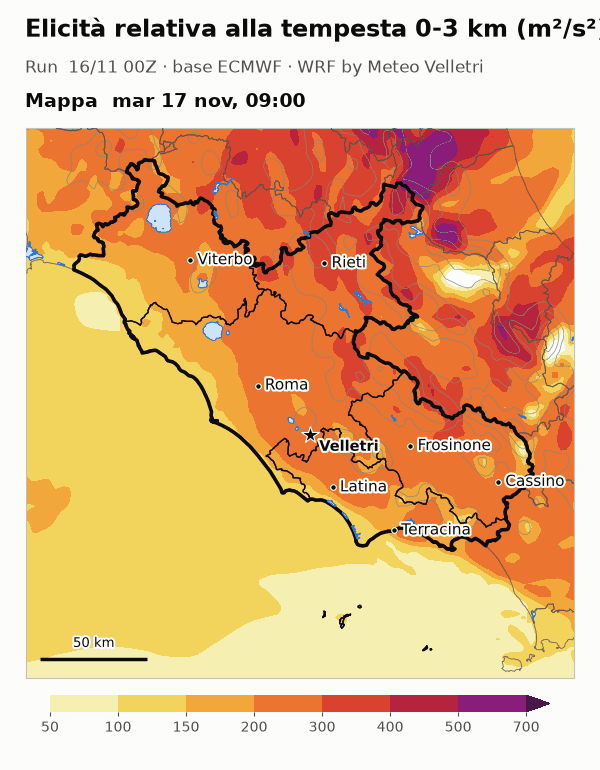 Elicità relativa alla tempesta 0-3 km (m²/s²)
Run  16/11 00Z · base ECMWF · WRF by Meteo Velletri
Mappa  mar 17 nov, 09:00
Viterbo
Rieti
Roma
Velletri
Frosinone
Latina
Cassino
Terracina
50 km
50 100 150 200 300 400 500 700